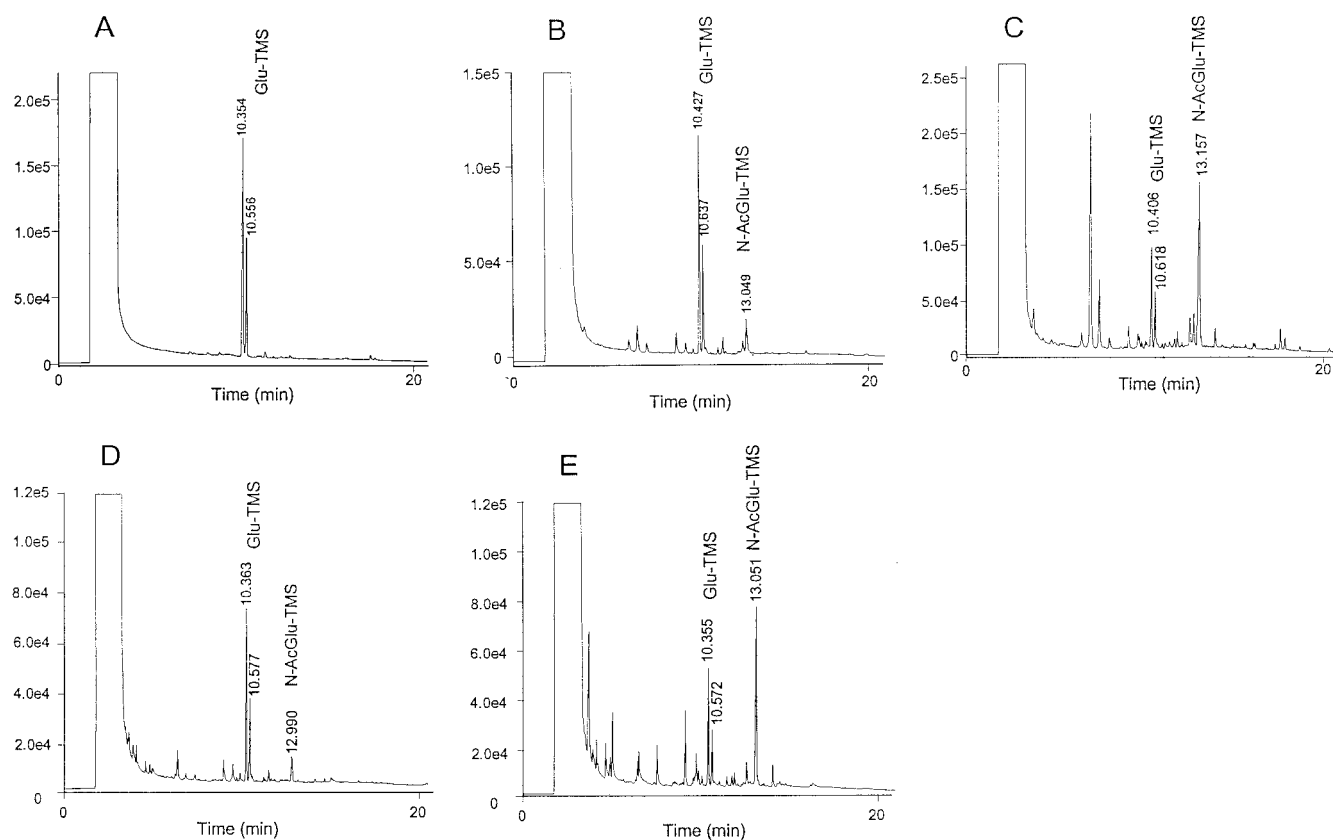 A
Glu-TMS
10.354
10.556
2.0e5
1.5e5
1.0e5
5.0e4
0
0
20
Time (min)
B
Glu-TMS
10.427
10.637
N-AcGlu-TMS
13.049
1.5e5
1.0e5
5.0e4
0
0
20
Time (min)
C
N-AcGlu-TMS
13.157
Glu-TMS
10.406
10.618
2.5e5
2.0e5
1.5e5
1.0e5
5.0e4
0
0
20
Time (min)
D
Glu-TMS
10.363
10.577
N-AcGlu-TMS
12.990
1.2e5
1.0e5
8.0e4
6.0e4
4.0e4
2.0e4
0
0
20
Time (min)
E
N-AcGlu-TMS
13.051
Glu-TMS
10.355
10.572
1.2e5
1.0e5
8.0e4
6.0e4
4.0e4
2.0e4
0
0
20
Time (min)